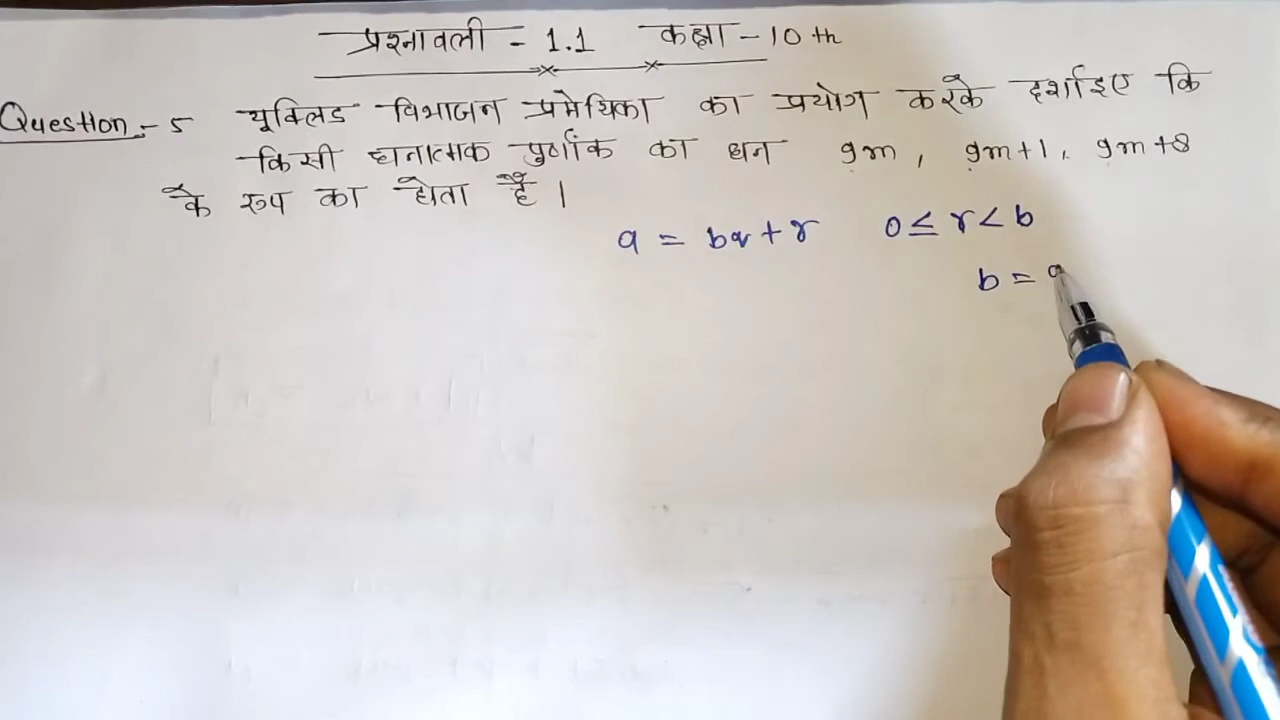 प्रश्नावली - 1.1 कक्षा - 10 th
Question - 5 यूक्लिड विभाजन प्रमेयिका का प्रयोग करके दर्शाइए कि
किसी धनात्मक पुर्णांक का धन 9m, 9m+1, 9m+8
के रुप का होता है।
a = bq + r 0 ≤ r < b
b =